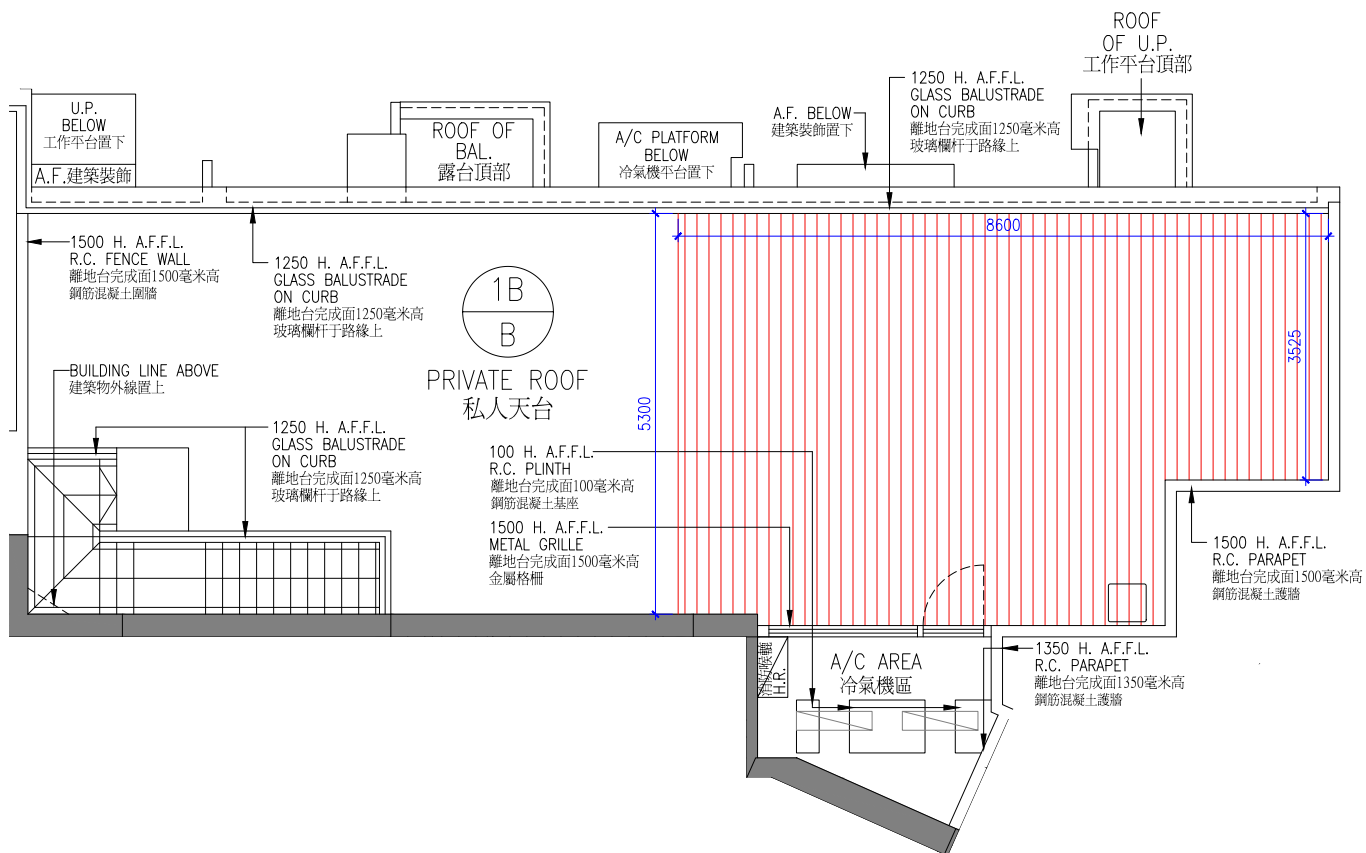 ROOF
OF U.P.
工作平台頂部
U.P.
BELOW
工作平台置下
A.F.建築裝飾
ROOF OF
BAL.
露台頂部
A/C PLATFORM
BELOW
冷氣機平台置下
A.F. BELOW
建築裝飾置下
1250 H. A.F.F.L.
GLASS BALUSTRADE
ON CURB
離地台完成面1250毫米高
玻璃欄杆于路緣上
8600
1500 H. A.F.F.L.
R.C. FENCE WALL
離地台完成面1500毫米高
鋼筋混凝土圍牆
1250 H. A.F.F.L.
GLASS BALUSTRADE
ON CURB
離地台完成面1250毫米高
玻璃欄杆于路緣上
1B
B
PRIVATE ROOF
私人天台
3525
5300
BUILDING LINE ABOVE
建築物外線置上
1250 H. A.F.F.L.
GLASS BALUSTRADE
ON CURB
離地台完成面1250毫米高
玻璃欄杆于路緣上
100 H. A.F.F.L.
R.C. PLINTH
離地台完成面100毫米高
鋼筋混凝土基座
1500 H. A.F.F.L.
METAL GRILLE
離地台完成面1500毫米高
金屬格柵
1500 H. A.F.F.L.
R.C. PARAPET
離地台完成面1500毫米高
鋼筋混凝土護牆
消防喉轆
H.R.
A/C AREA
冷氣機區
1350 H. A.F.F.L.
R.C. PARAPET
離地台完成面1350毫米高
鋼筋混凝土護牆